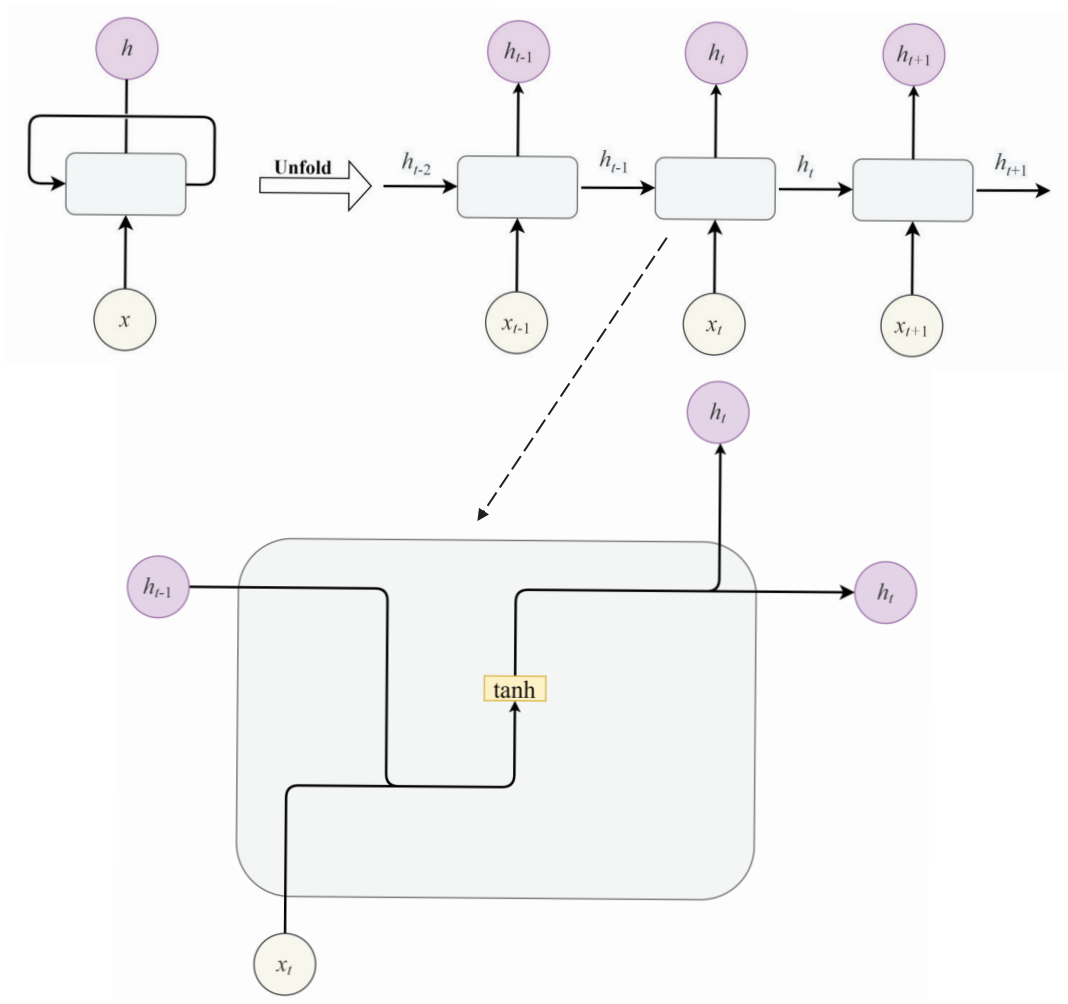 h
h_{t-1}
h_t
h_{t+1}
Unfold
h_{t-2}
h_{t-1}
h_t
h_{t+1}
x
x_{t-1}
x_t
x_{t+1}
h_t
h_{t-1}
h_t
tanh
x_t